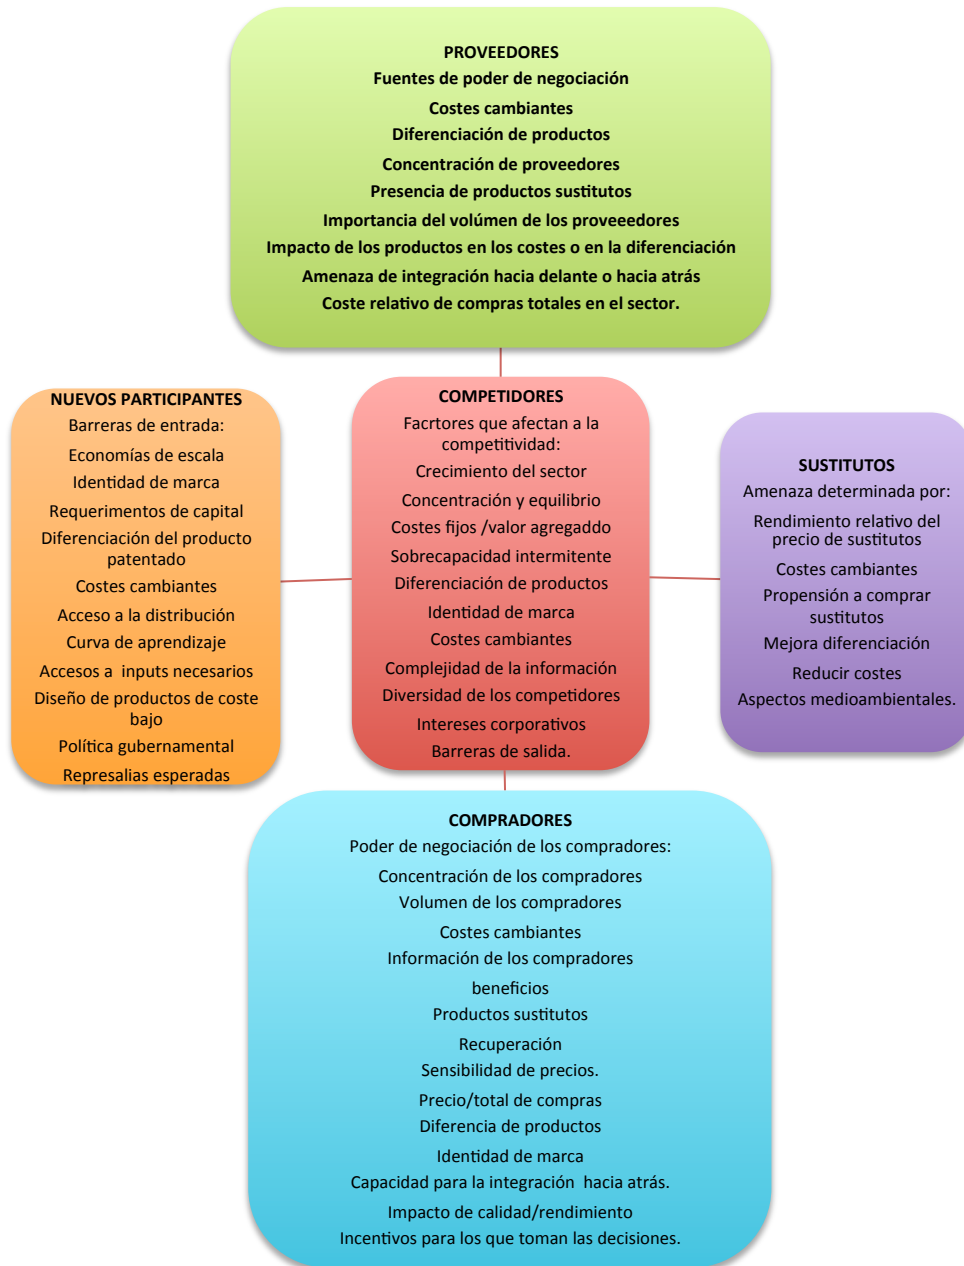 PROVEEDORES
Fuentes de poder de negociación
Costes cambiantes
Diferenciación de productos
Concentración de proveedores
Presencia de productos sustitutos
Importancia del volúmen de los proveeedores
Impacto de los productos en los costes o en la diferenciación
Amenaza de integración hacia delante o hacia atrás
Coste relativo de compras totales en el sector.
NUEVOS PARTICIPANTES
Barreras de entrada:
Economías de escala
Identidad de marca
Requerimentos de capital
Diferenciación del producto
patentado
Costes cambiantes
Acceso a la distribución
Curva de aprendizaje
Accesos a inputs necesarios
Diseño de productos de coste
bajo
Política gubernamental
Represalias esperadas
COMPETIDORES
Facrtores que afectan a la
competitividad:
Crecimiento del sector
Concentración y equilibrio
Costes fijos /valor agregaddo
Sobrecapacidad intermitente
Diferenciación de productos
Identidad de marca
Costes cambiantes
Complejidad de la información
Diversidad de los competidores
Intereses corporativos
Barreras de salida.
SUSTITUTOS
Amenaza determinada por:
Rendimiento relativo del
precio de sustitutos
Costes cambiantes
Propensión a comprar
sustitutos
Mejora diferenciación
Reducir costes
Aspectos medioambientales.
COMPRADORES
Poder de negociación de los compradores:
Concentración de los compradores
Volumen de los compradores
Costes cambiantes
Información de los compradores
beneficios
Productos sustitutos
Recuperación
Sensibilidad de precios.
Precio/total de compras
Diferencia de productos
Identidad de marca
Capacidad para la integración hacia atrás.
Impacto de calidad/rendimiento
Incentivos para los que toman las decisiones.